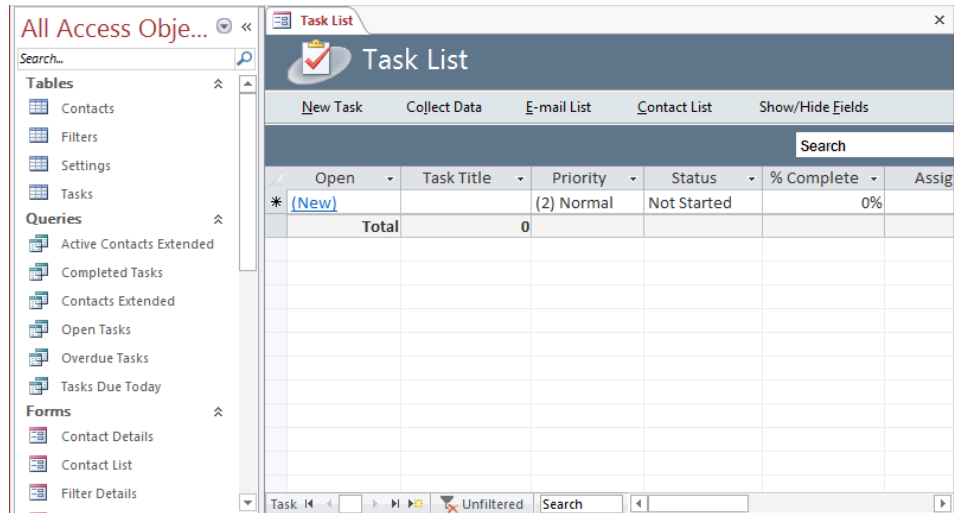 All Access Obje...
Search...
Tables
Contacts
Filters
Settings
Tasks
Queries
Active Contacts Extended
Completed Tasks
Contacts Extended
Open Tasks
Overdue Tasks
Tasks Due Today
Forms
Contact Details
Contact List
Filter Details
Task List
Task List
New Task Collect Data E-mail List Contact List Show/Hide Fields
Search
Open Task Title Priority Status % Complete Assig
(New) (2) Normal Not Started 0%
Total 0
Task Unfiltered Search